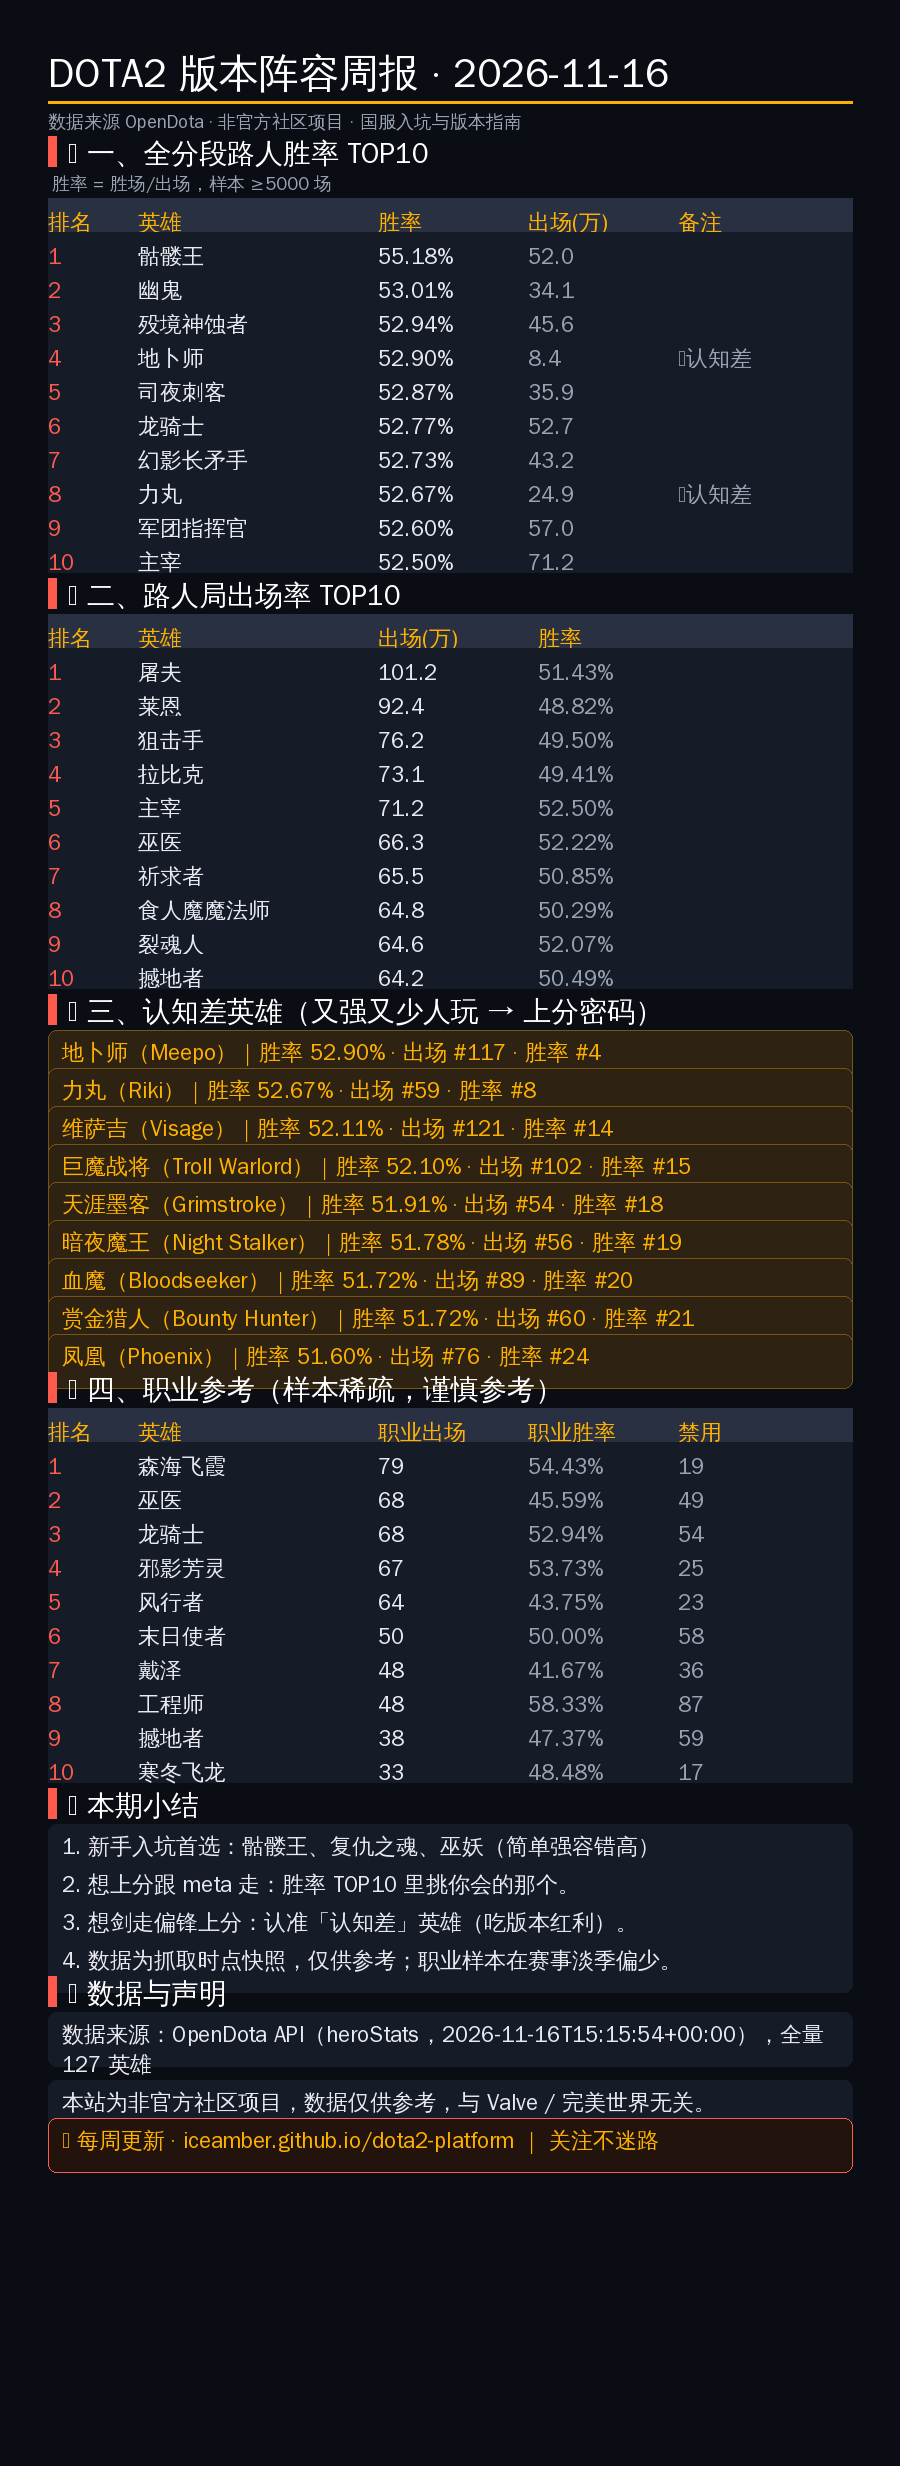 DOTA2 版本阵容周报 · 2026-11-16
数据来源 OpenDota · 非官方社区项目 · 国服入坑与版本指南
一、全分段路人胜率 TOP10
胜率 = 胜场/出场，样本 ≥5000 场
排名 英雄 胜率 出场(万) 备注
1 骷髅王 55.18% 52.0
2 幽鬼 53.01% 34.1
3 殁境神蚀者 52.94% 45.6
4 地卜师 52.90% 8.4 认知差
5 司夜刺客 52.87% 35.9
6 龙骑士 52.77% 52.7
7 幻影长矛手 52.73% 43.2
8 力丸 52.67% 24.9 认知差
9 军团指挥官 52.60% 57.0
10 主宰 52.50% 71.2
二、路人局出场率 TOP10
排名 英雄 出场(万) 胜率
1 屠夫 101.2 51.43%
2 莱恩 92.4 48.82%
3 狙击手 76.2 49.50%
4 拉比克 73.1 49.41%
5 主宰 71.2 52.50%
6 巫医 66.3 52.22%
7 祈求者 65.5 50.85%
8 食人魔魔法师 64.8 50.29%
9 裂魂人 64.6 52.07%
10 撼地者 64.2 50.49%
三、认知差英雄（又强又少人玩 → 上分密码）
地卜师（Meepo）｜胜率 52.90% · 出场 #117 · 胜率 #4
力丸（Riki）｜胜率 52.67% · 出场 #59 · 胜率 #8
维萨吉（Visage）｜胜率 52.11% · 出场 #121 · 胜率 #14
巨魔战将（Troll Warlord）｜胜率 52.10% · 出场 #102 · 胜率 #15
天涯墨客（Grimstroke）｜胜率 51.91% · 出场 #54 · 胜率 #18
暗夜魔王（Night Stalker）｜胜率 51.78% · 出场 #56 · 胜率 #19
血魔（Bloodseeker）｜胜率 51.72% · 出场 #89 · 胜率 #20
赏金猎人（Bounty Hunter）｜胜率 51.72% · 出场 #60 · 胜率 #21
凤凰（Phoenix）｜胜率 51.60% · 出场 #76 · 胜率 #24
四、职业参考（样本稀疏，谨慎参考）
排名 英雄 职业出场 职业胜率 禁用
1 森海飞霞 79 54.43% 19
2 巫医 68 45.59% 49
3 龙骑士 68 52.94% 54
4 邪影芳灵 67 53.73% 25
5 风行者 64 43.75% 23
6 末日使者 50 50.00% 58
7 戴泽 48 41.67% 36
8 工程师 48 58.33% 87
9 撼地者 38 47.37% 59
10 寒冬飞龙 33 48.48% 17
本期小结
1. 新手入坑首选：骷髅王、复仇之魂、巫妖（简单强容错高）
2. 想上分跟 meta 走：胜率 TOP10 里挑你会的那个。
3. 想剑走偏锋上分：认准「认知差」英雄（吃版本红利）。
4. 数据为抓取时点快照，仅供参考；职业样本在赛事淡季偏少。
数据与声明
数据来源：OpenDota API（heroStats，2026-11-16T15:15:54+00:00），全量
127 英雄
本站为非官方社区项目，数据仅供参考，与 Valve / 完美世界无关。
每周更新 · iceamber.github.io/dota2-platform ｜ 关注不迷路